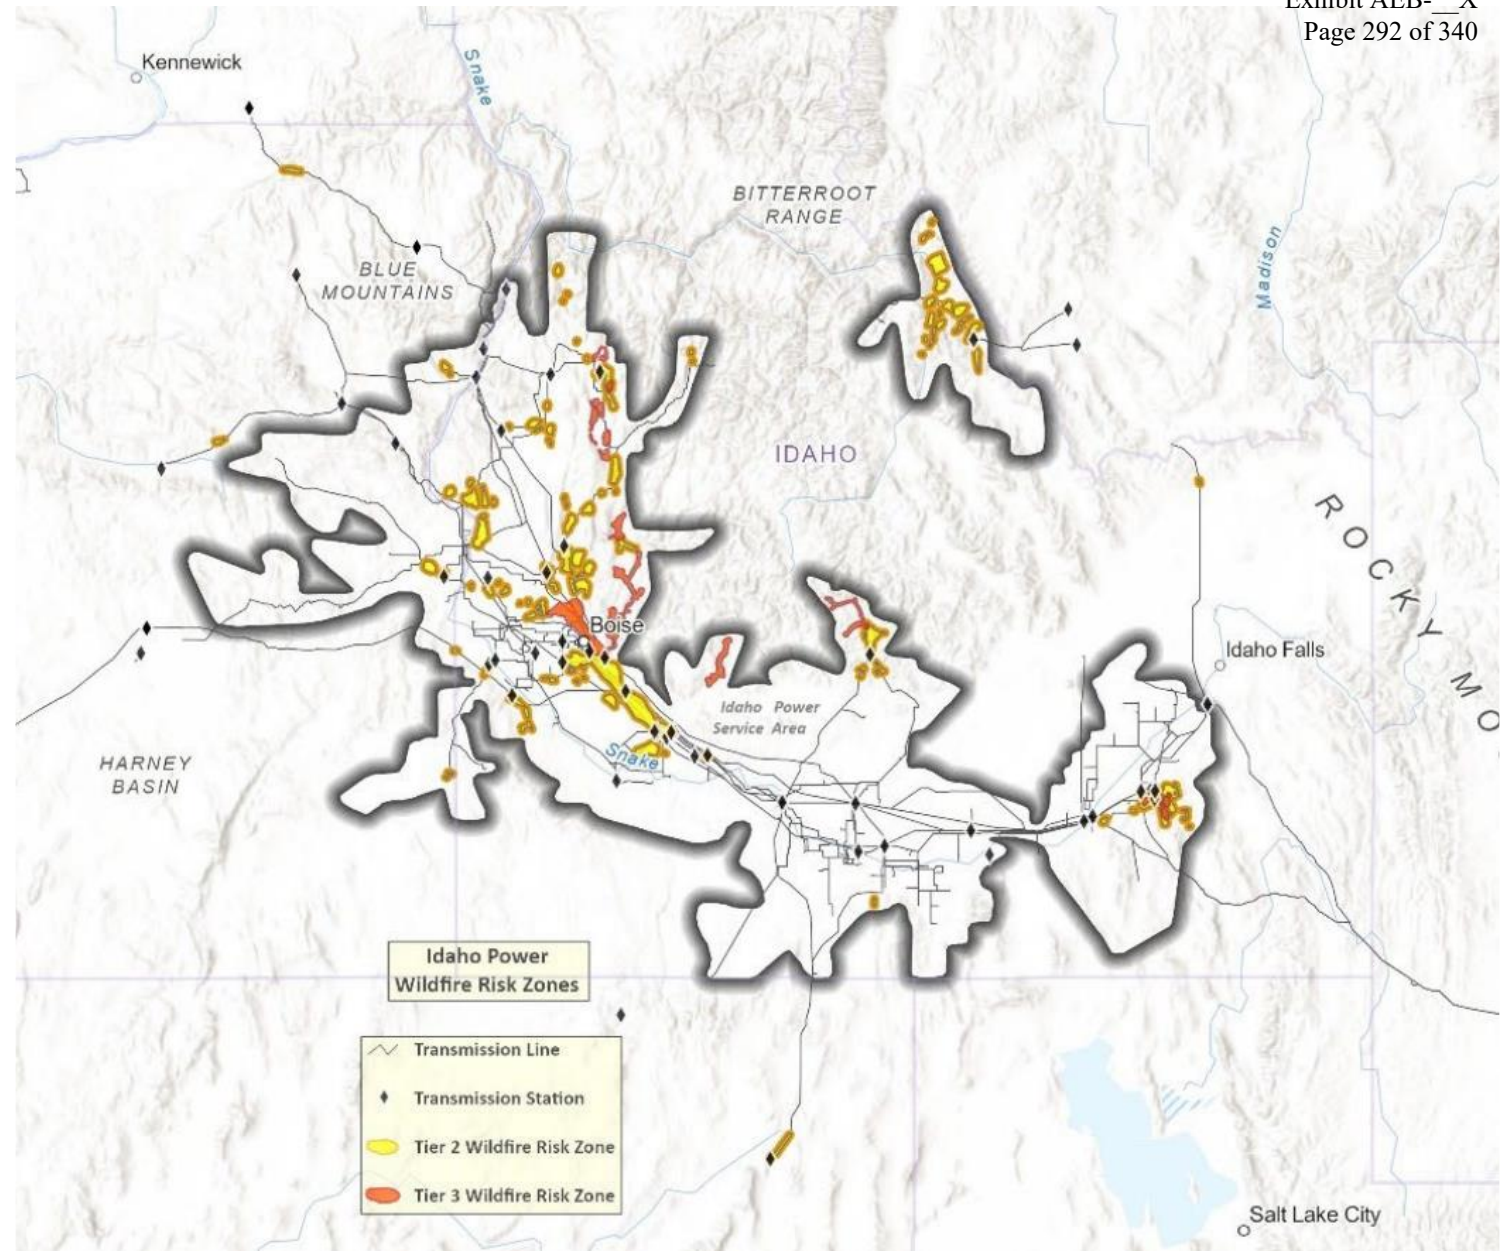 Exhibit AEB-__X
Page 292 of 340
Kennewick
Snake
BITTERROOT
RANGE
Madison
BLUE
MOUNTAINS
IDAHO
ROCKY MO
Boise
Idaho Falls
Idaho Power
Service Area
Snake
HARNEY
BASIN
Idaho Power
Wildfire Risk Zones
Transmission Line
Transmission Station
Tier 2 Wildfire Risk Zone
Tier 3 Wildfire Risk Zone
Salt Lake City